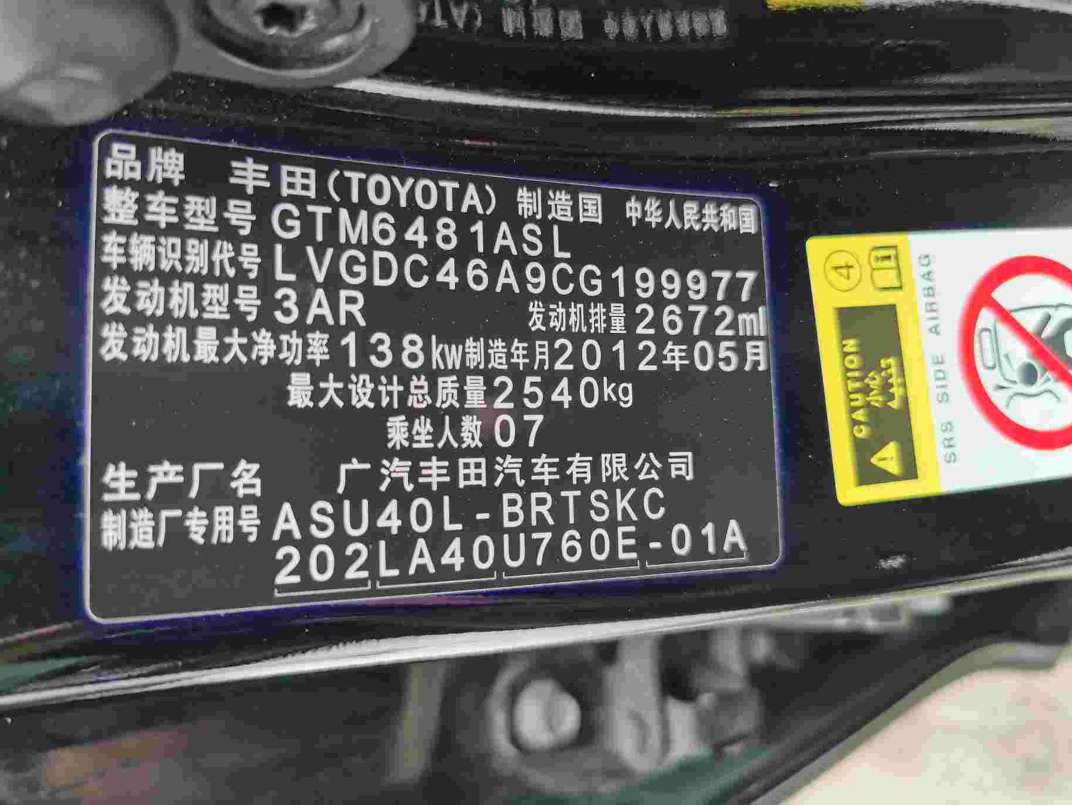 品牌 丰田(TOYOTA) 制造国 中华人民共和国
整车型号 GTM6481ASL
车辆识别代号 LVGDC46A9CG199977
发动机型号 3AR 发动机排量 2672ml
发动机最大净功率 138kw 制造年月 2012年05月
最大设计总质量 2540kg
乘坐人数 07
生产厂名 广汽丰田汽车有限公司
制造厂专用号 ASU40L-BRTSKC
202LA40U760E-01A
4
CAUTION
小心
SRS SIDE AIRBAG